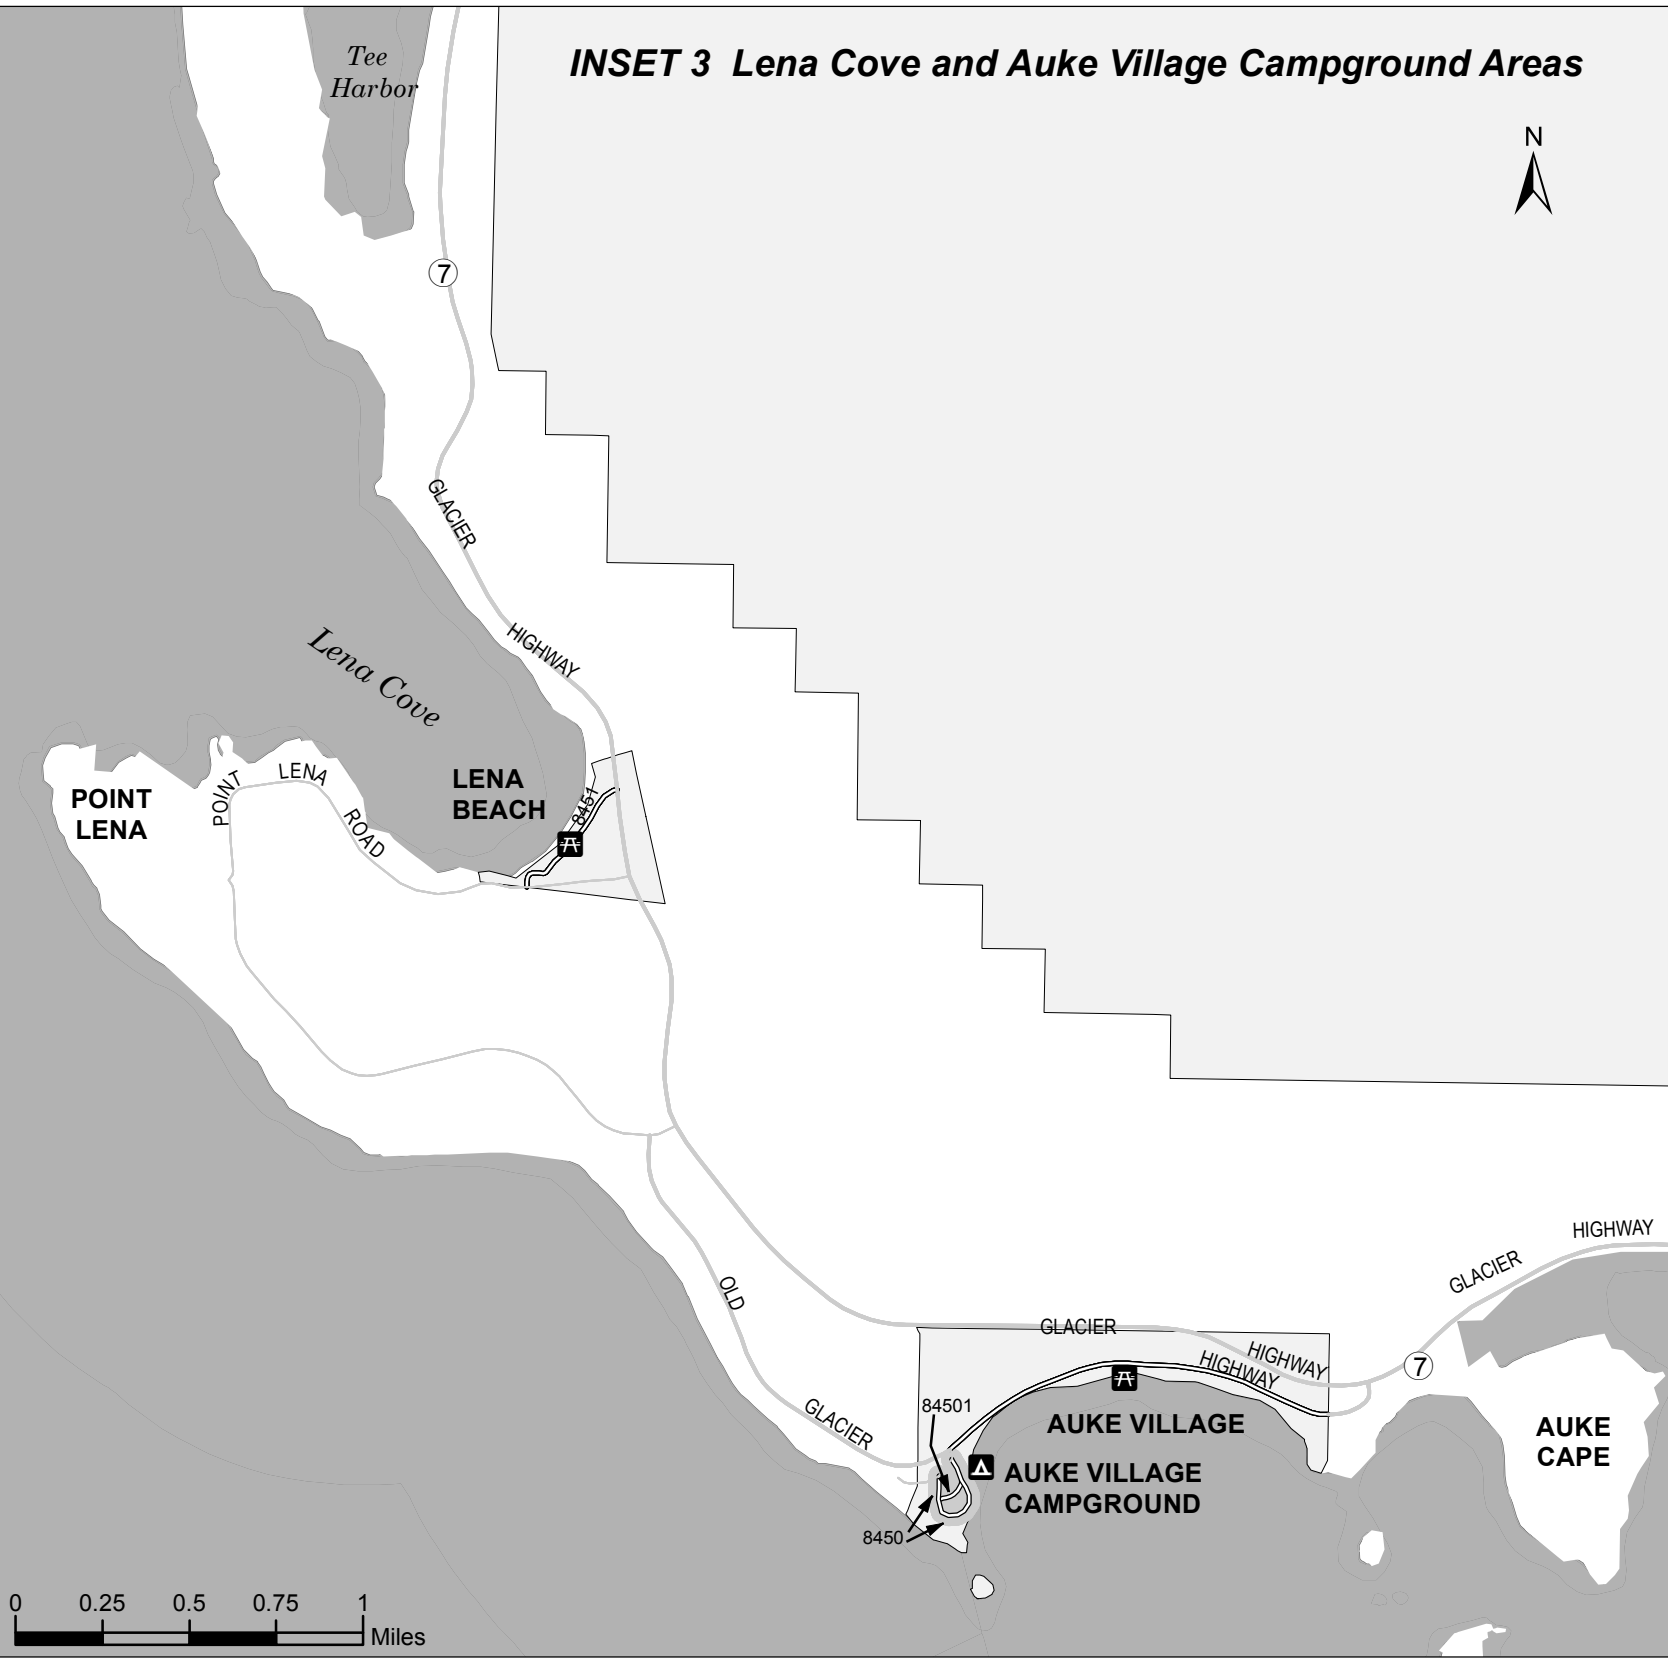 INSET 3 Lena Cove and Auke Village Campground Areas
Tee
Harbor
N
7
GLACIER
HIGHWAY
Lena Cove
LENA
BEACH
8451
POINT
LENA
POINT
LENA
ROAD
HIGHWAY
GLACIER
OLD
GLACIER
GLACIER
HIGHWAY
HIGHWAY
7
84501
AUKE VILLAGE
AUKE
CAPE
AUKE VILLAGE
CAMPGROUND
8450
0 0.25 0.5 0.75 1
Miles